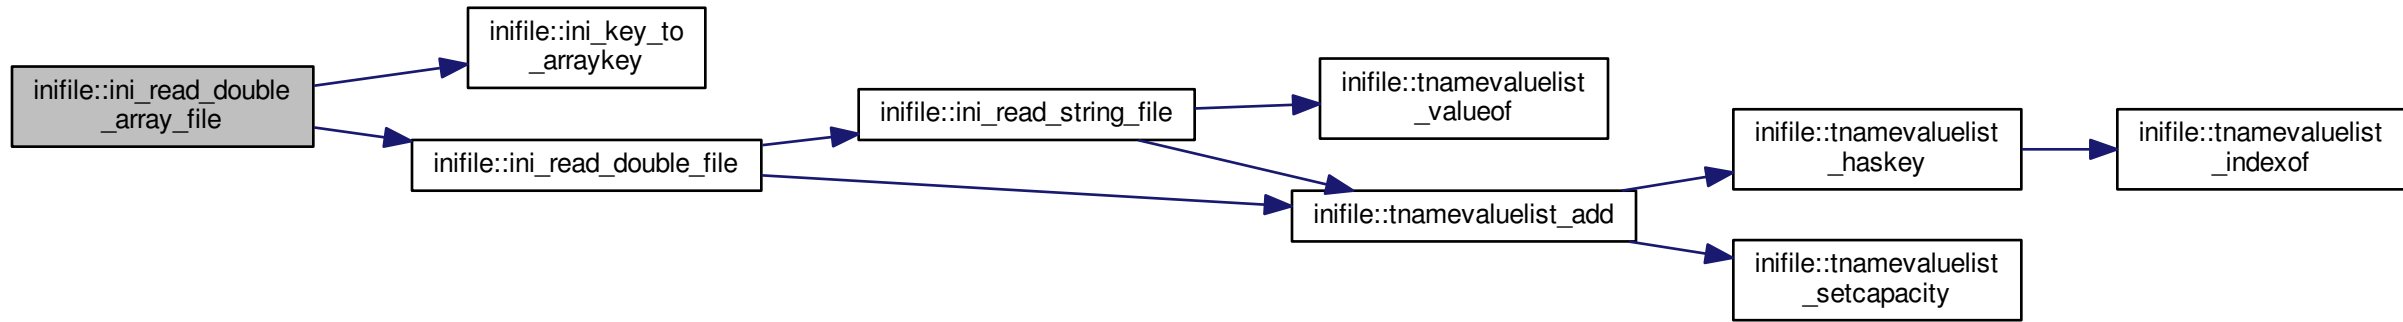 inifile::ini_read_double
_array_file
inifile::ini_key_to
_arraykey
inifile::ini_read_double_file
inifile::ini_read_string_file
inifile::tnamevaluelist
_valueof
inifile::tnamevaluelist_add
inifile::tnamevaluelist
_haskey
inifile::tnamevaluelist
_setcapacity
inifile::tnamevaluelist
_indexof